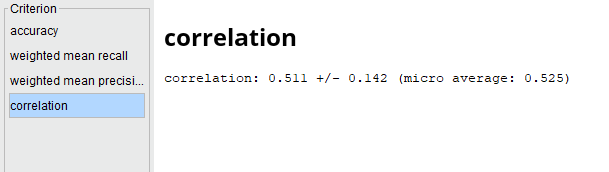 Criterion
accuracy
weighted mean recall
weighted mean precisi...
correlation
correlation
correlation: 0.511 +/- 0.142 (micro average: 0.525)